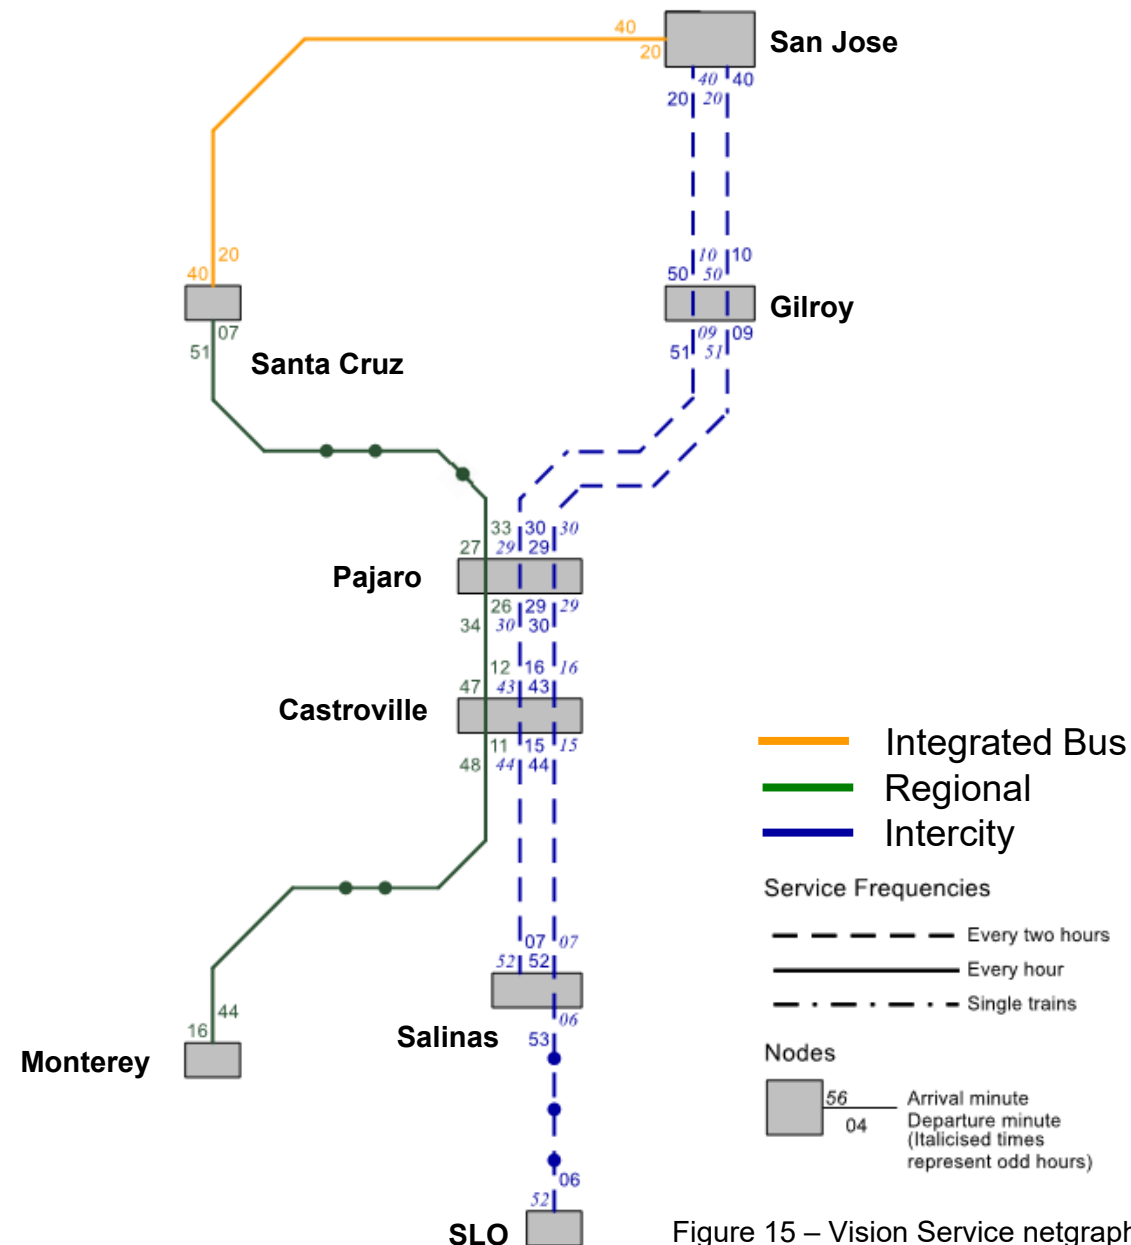 40
20
San Jose
40 40
20 20
20
40
10 10
50 50
Gilroy
07
51
09 09
51 51
Santa Cruz
33 30 30
27 29 29
Pajaro
26 29 29
34 30 30
12 16 16
47 43 43
Castroville
11 15 15
48 44 44
Integrated Bus
Regional
Intercity
Service Frequencies
Every two hours
Every hour
Single trains
07 07
52 52
06
53
Salinas
44
16
Monterey
Nodes
56
04
Arrival minute
Departure minute
(Italicised times
represent odd hours)
06
52
SLO
Figure 15 – Vision Service netgraph